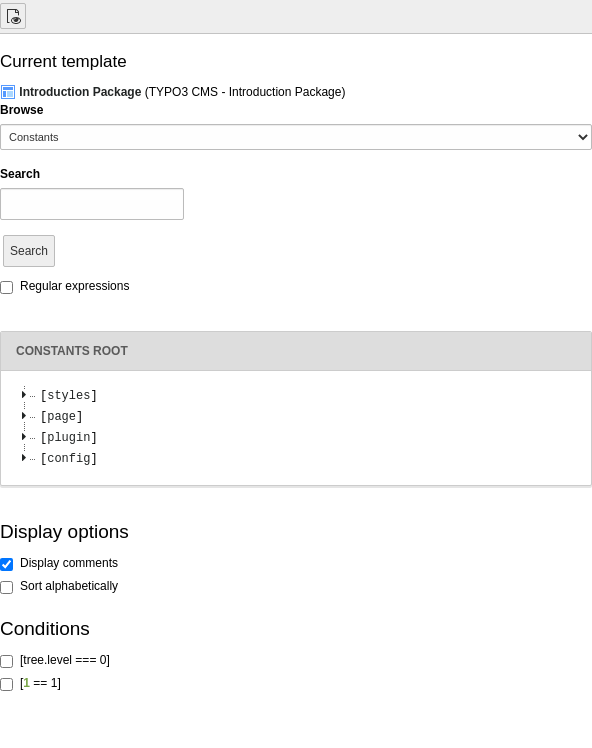 Current template
Introduction Package (TYPO3 CMS - Introduction Package)
Browse
Constants
Search
Search
Regular expressions
CONSTANTS ROOT
[styles]
[page]
[plugin]
[config]
Display options
Display comments
Sort alphabetically
Conditions
[tree.level === 0]
[1 == 1]